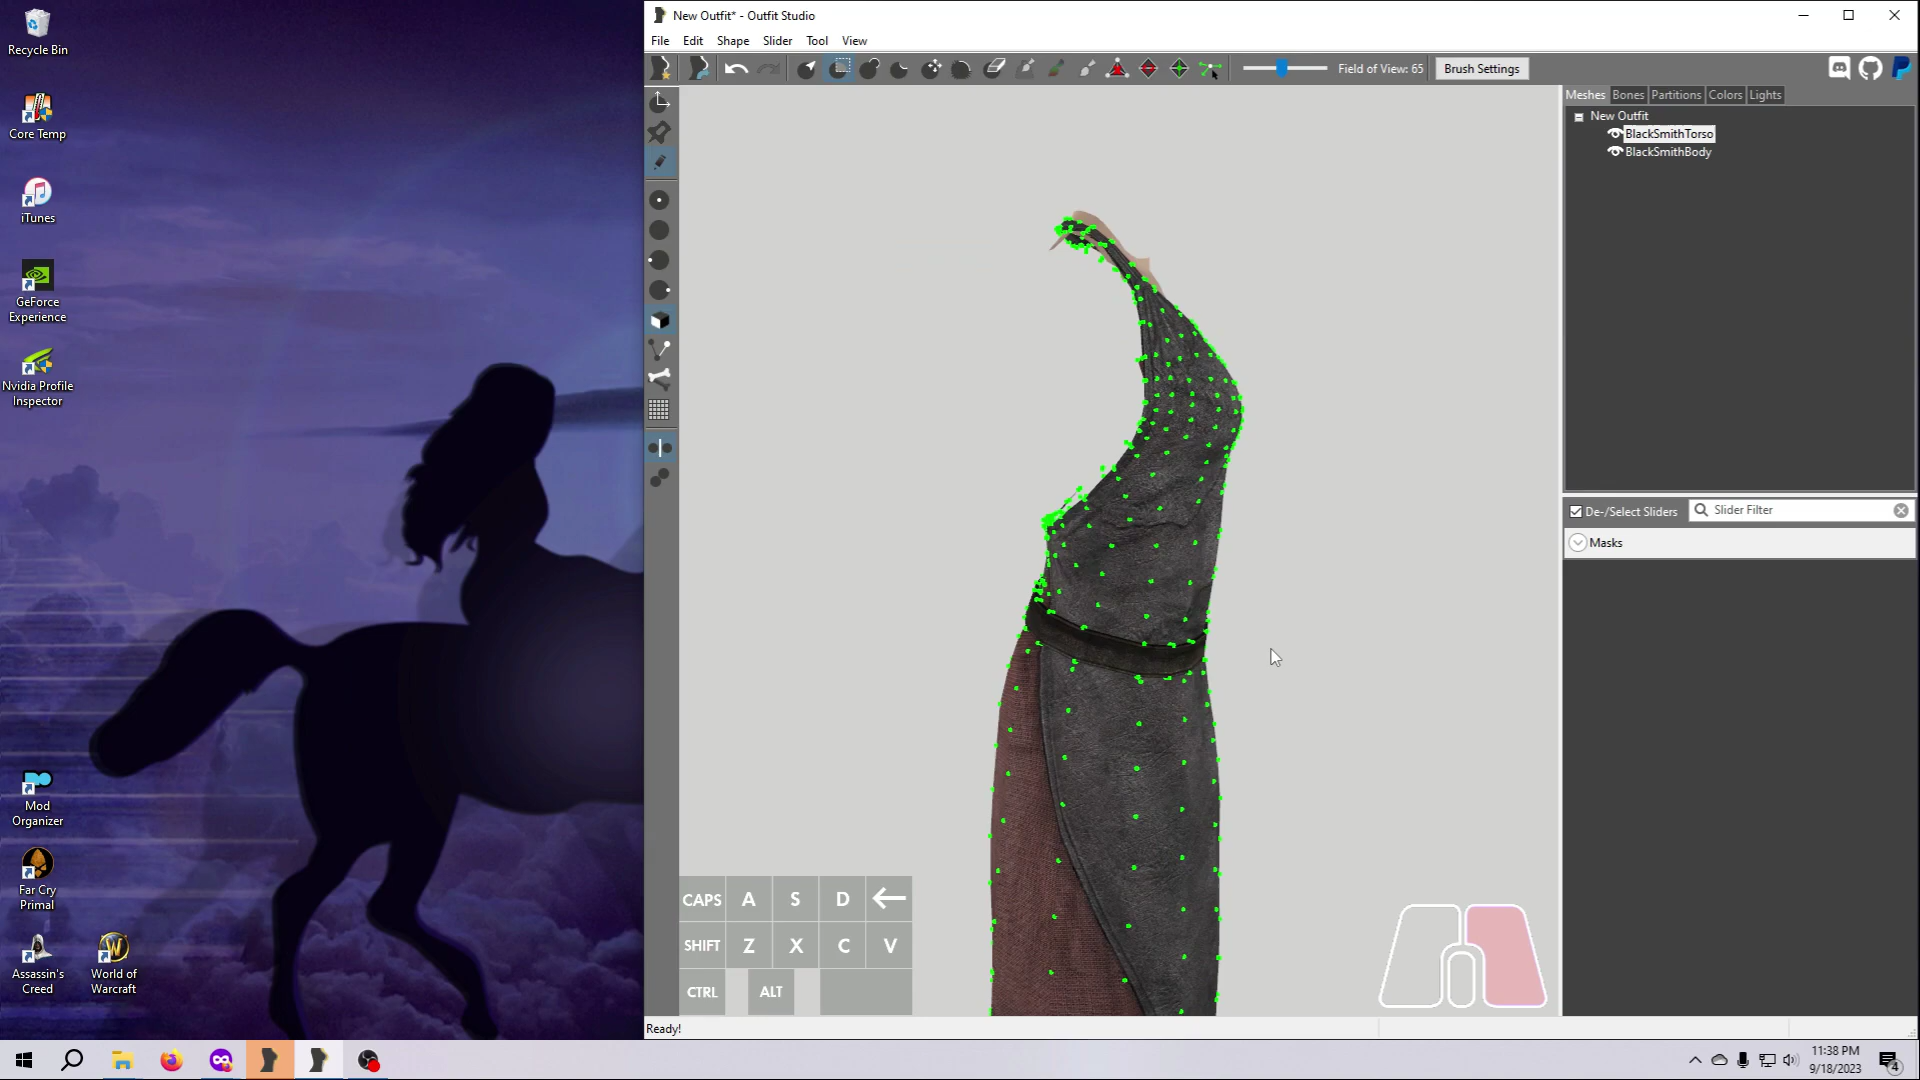 Recycle Bin
Core Temp
iTunes
GeForce
Experience
Nvidia Profile
Inspector
Mod
Organizer
Far Cry
Primal
Assassin's
Creed
World of
Warcraft
New Outfit* - Outfit Studio
File Edit Shape Slider Tool View
Field of View: 65
Brush Settings
Meshes Bones Partitions Colors Lights
New Outfit
BlackSmithTorso
BlackSmithBody
De-/Select Sliders
Slider Filter
Masks
CAPS A S D
SHIFT Z X C V
CTRL ALT
Ready!
11:38 PM
9/18/2023
4